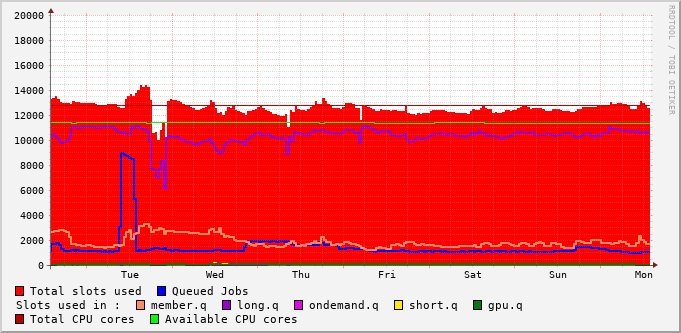 20000
18000
16000
14000
12000
10000
8000
6000
4000
2000
0
Tue Wed Thu Fri Sat Sun Mon
RRDTOOL / TOBI OETIKER
Total slots used Queued Jobs
Slots used in : member.q long.q ondemand.q short.q gpu.q
Total CPU cores Available CPU cores